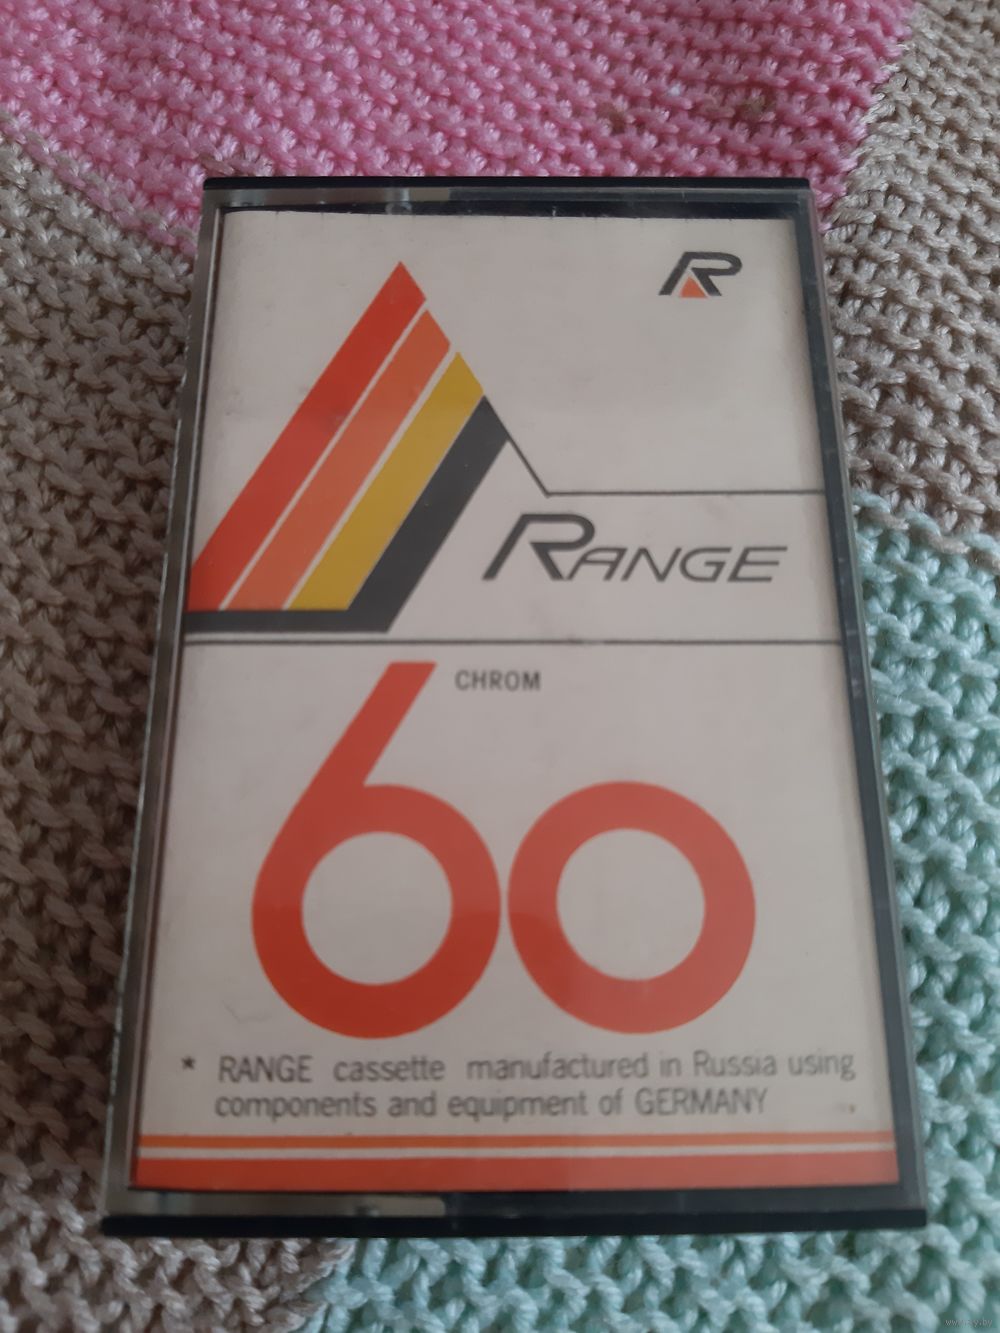 R
RANGE
CHROM
60
* RANGE cassette manufactured in Russia using
components and equipment of GERMANY